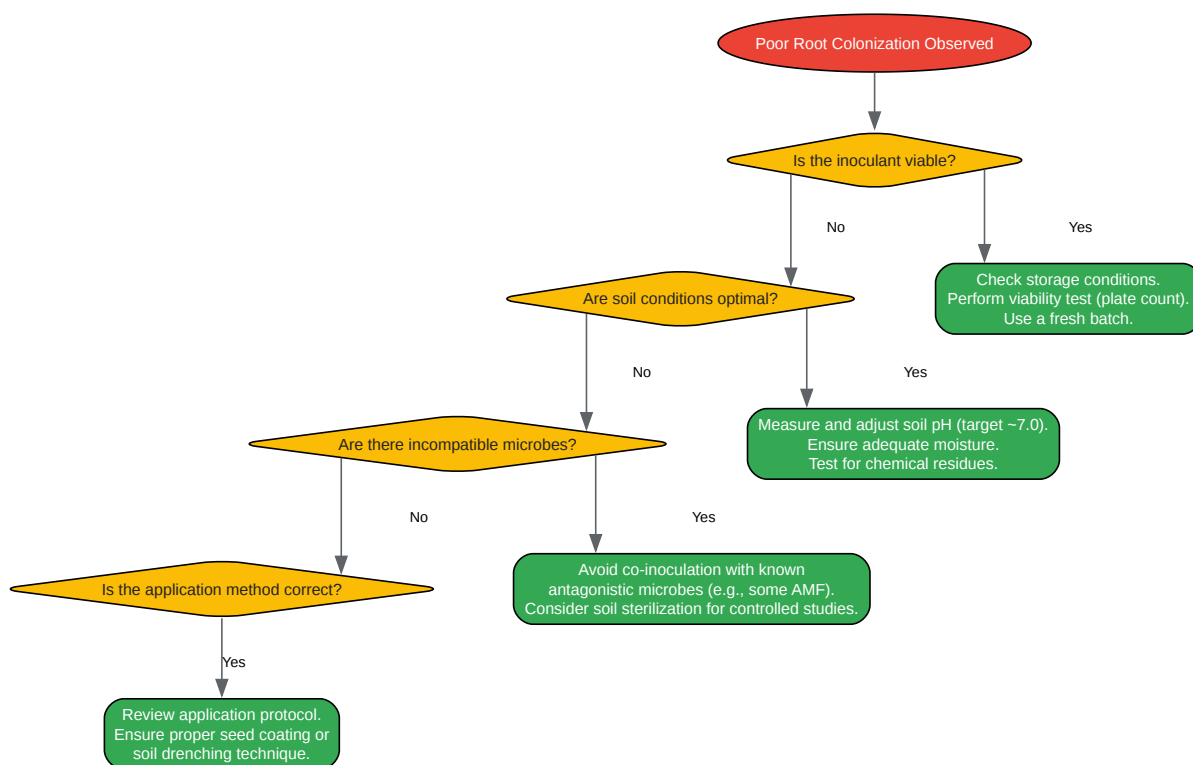 Poor Root Colonization Observed
Is the inoculant viable?
No
Yes
Check storage conditions.
Perform viability test (plate count).
Use a fresh batch.
Are soil conditions optimal?
No
Yes
Measure and adjust soil pH (target ~7.0).
Ensure adequate moisture.
Test for chemical residues.
Are there incompatible microbes?
No
Yes
Avoid co-inoculation with known
antagonistic microbes (e.g., some AMF).
Consider soil sterilization for controlled studies.
Is the application method correct?
Yes
Review application protocol.
Ensure proper seed coating or
soil drenching technique.